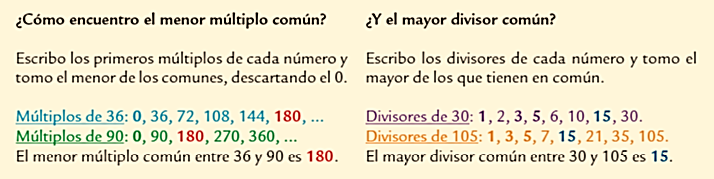 ¿Cómo encuentro el menor múltiplo común?
Escribo los primeros múltiplos de cada número y
tomo el menor de los comunes, descartando el 0.
Múltiplos de 36: 0, 36, 72, 108, 144, 180, ...
Múltiplos de 90: 0, 90, 180, 270, 360, ...
El menor múltiplo común entre 36 y 90 es 180.
¿Y el mayor divisor común?
Escribo los divisores de cada número y tomo el
mayor de los que tienen en común.
Divisores de 30: 1, 2, 3, 5, 6, 10, 15, 30.
Divisores de 105: 1, 3, 5, 7, 15, 21, 35, 105.
El mayor divisor común entre 30 y 105 es 15.